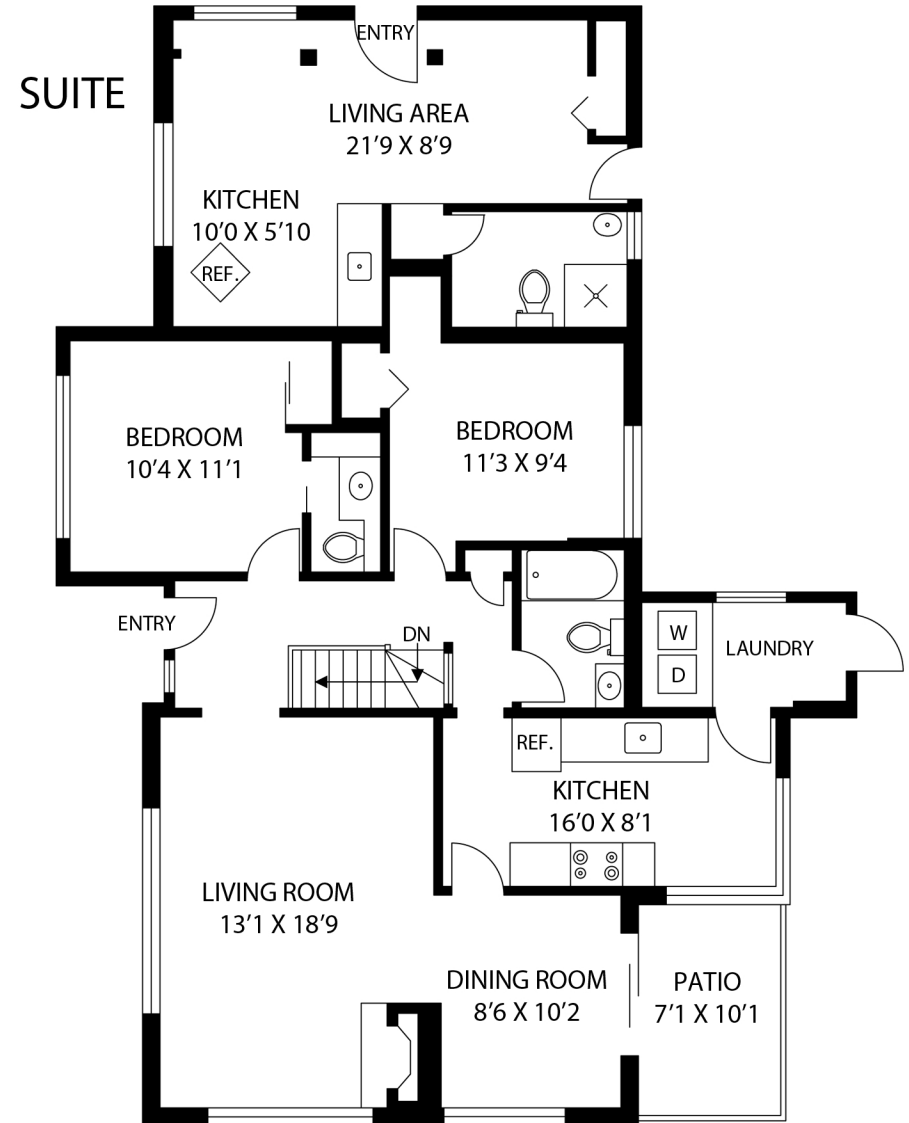 ENTRY
SUITE
LIVING AREA
21'9 X 8'9
KITCHEN
10'0 X 5'10
REF.
BEDROOM
10'4 X 11'1
BEDROOM
11'3 X 9'4
ENTRY
DN
W
D
LAUNDRY
REF.
KITCHEN
16'0 X 8'1
LIVING ROOM
13'1 X 18'9
DINING ROOM
8'6 X 10'2
PATIO
7'1 X 10'1